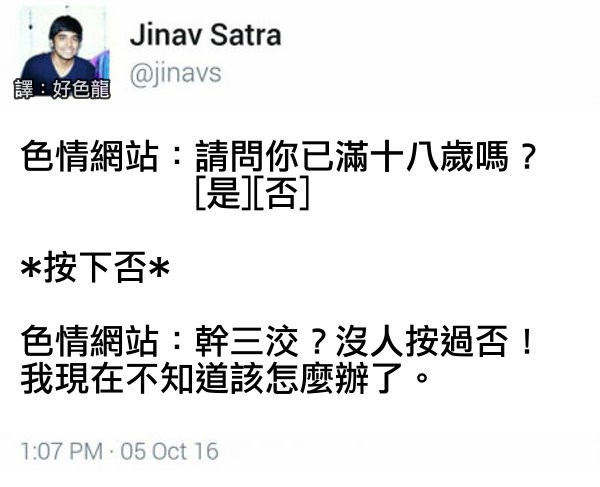 Jinav Satra
@jinavs
譯：好色龍
色情網站：請問你已滿十八歲嗎？
[是][否]
*按下否*
色情網站：幹三洨？沒人按過否！
我現在不知道該怎麼辦了。
1:07 PM · 05 Oct 16